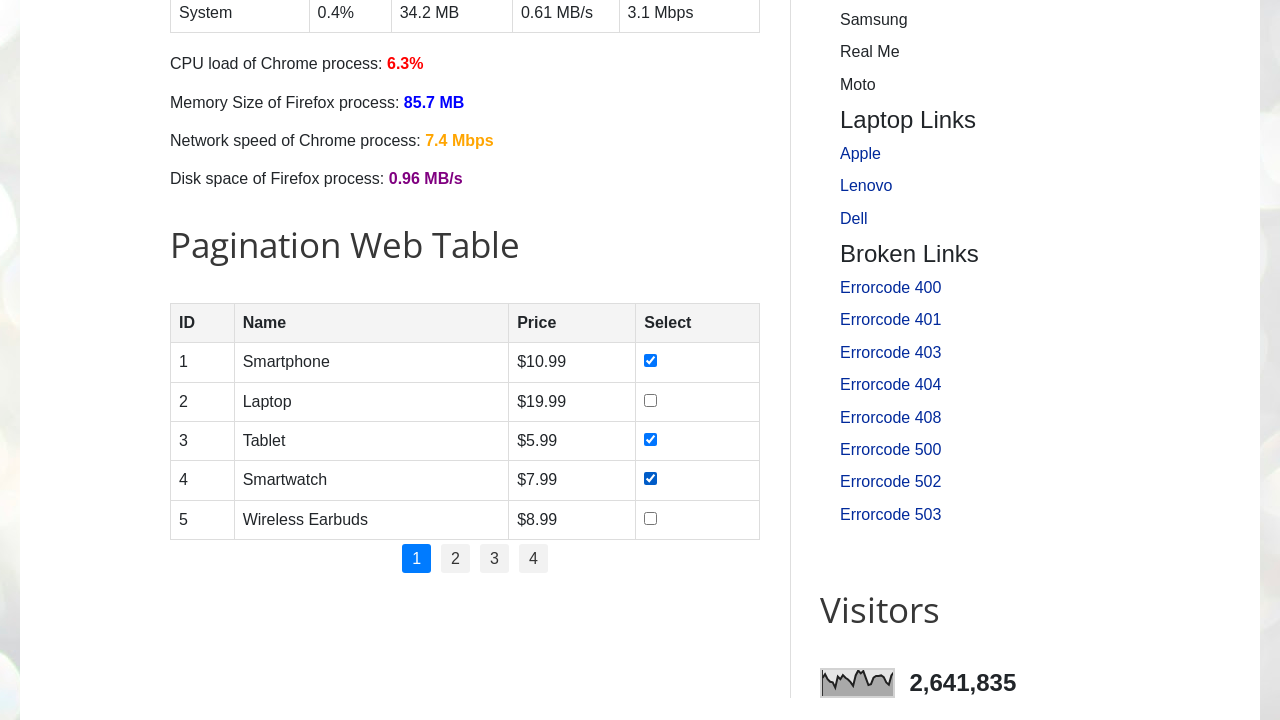 System 0.4% 34.2 MB 0.61 MB/s 3.1 Mbps
CPU load of Chrome process: 6.3%
Memory Size of Firefox process: 85.7 MB
Network speed of Chrome process: 7.4 Mbps
Disk space of Firefox process: 0.96 MB/s
Pagination Web Table
ID Name Price Select
1 Smartphone $10.99
2 Laptop $19.99
3 Tablet $5.99
4 Smartwatch $7.99
5 Wireless Earbuds $8.99
1 2 3 4
Samsung
Real Me
Moto
Laptop Links
Apple
Lenovo
Dell
Broken Links
Errorcode 400
Errorcode 401
Errorcode 403
Errorcode 404
Errorcode 408
Errorcode 500
Errorcode 502
Errorcode 503
Visitors
2,641,835